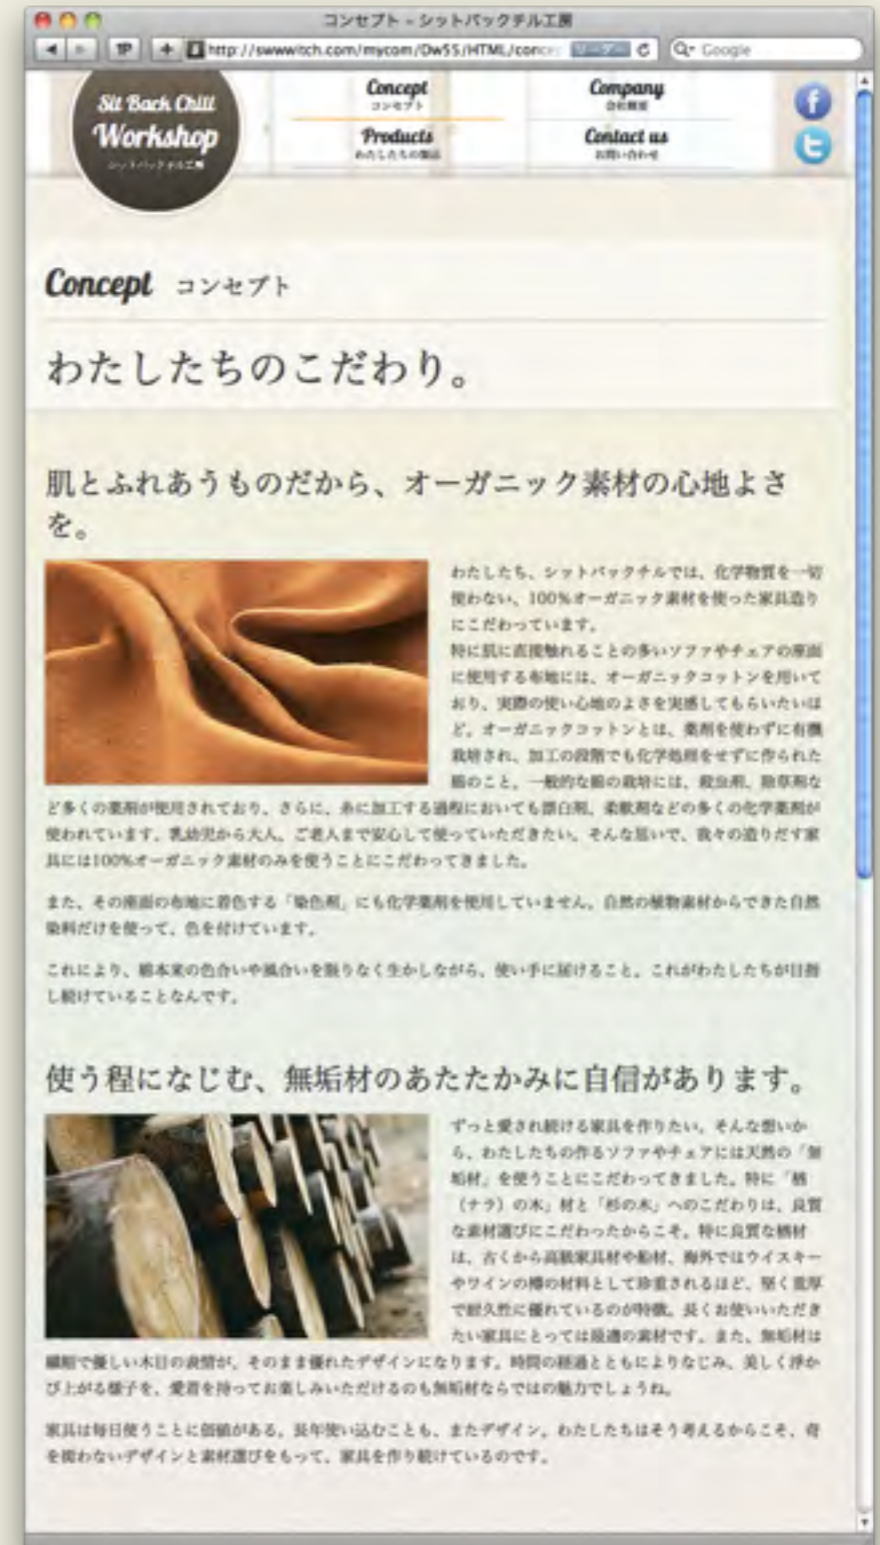 コンセプト - シットバックチル工房
1P
http://swwwitch.com/mycom/DwSS/HTML/conce
リーダー
Google
Sit Back Chill
Workshop
シットバックチル工房
Concept
コンセプト
Company
会社概要
Products
わたしたちの製品
Contact us
お問い合わせ
Concept コンセプト
わたしたちのこだわり。
肌とふれあうものだから、オーガニック素材の心地よさ
を。
わたしたち、シットバックチルでは、化学物質を一切
使わない、100%オーガニック素材を使った家具造り
にこだわっています。
特に肌に直接触れることの多いソファやチェアの座面
に使用する布地には、オーガニックコットンを用いて
おり、実際の使い心地のよさを実感してもらいたいほ
ど。オーガニックコットンとは、薬剤を使わずに有機
栽培され、加工の段階でも化学処理をせずに作られた
綿のこと。一般的な綿の栽培には、殺虫剤、除草剤な
ど多くの薬剤が使用されており、さらに、糸に加工する過程においても漂白剤、柔軟剤などの多くの化学薬剤が
使われています。乳幼児から大人、ご老人まで安心して使っていただきたい。そんな思いで、我々の造りだす家
具には100%オーガニック素材のみを使うことにこだわってきました。
また、その座面の布地に着色する「染色剤」にも化学薬剤を使用していません。自然の植物素材からできた自然
染料だけを使って、色を付けています。
これにより、綿本来の色合いや風合いを限りなく生かしながら、使い手に届けること。これがわたしたちが目指
し続けていることなんです。
使う程になじむ、無垢材のあたたかみに自信があります。
ずっと愛され続ける家具を作りたい。そんな想いか
ら、わたしたちの作るソファやチェアには天然の「無
垢材」を使うことにこだわってきました。特に「楢
（ナラ）の木」材と「杉の木」へのこだわりは、良質
な素材選びにこだわったからこそ。特に良質な楢材
は、古くから高級家具材や船材、海外ではウイスキー
やワインの樽の材料として珍重されるほど、堅く重厚
で耐久性に優れているのが特徴。長くお使いいただき
たい家具にとっては最適の素材です。また、無垢材は
繊細で優しい木目の表情が、そのまま優れたデザインになります。時間の経過とともによりなじみ、美しく浮か
び上がる様子を、愛着を持ってお楽しみいただけるのも無垢材ならではの魅力でしょうね。
家具は毎日使うことに価値がある。長年使い込むことも、またデザイン。わたしたちはそう考えるからこそ、奇
を衒わないデザインと素材選びをもって、家具を作り続けているのです。